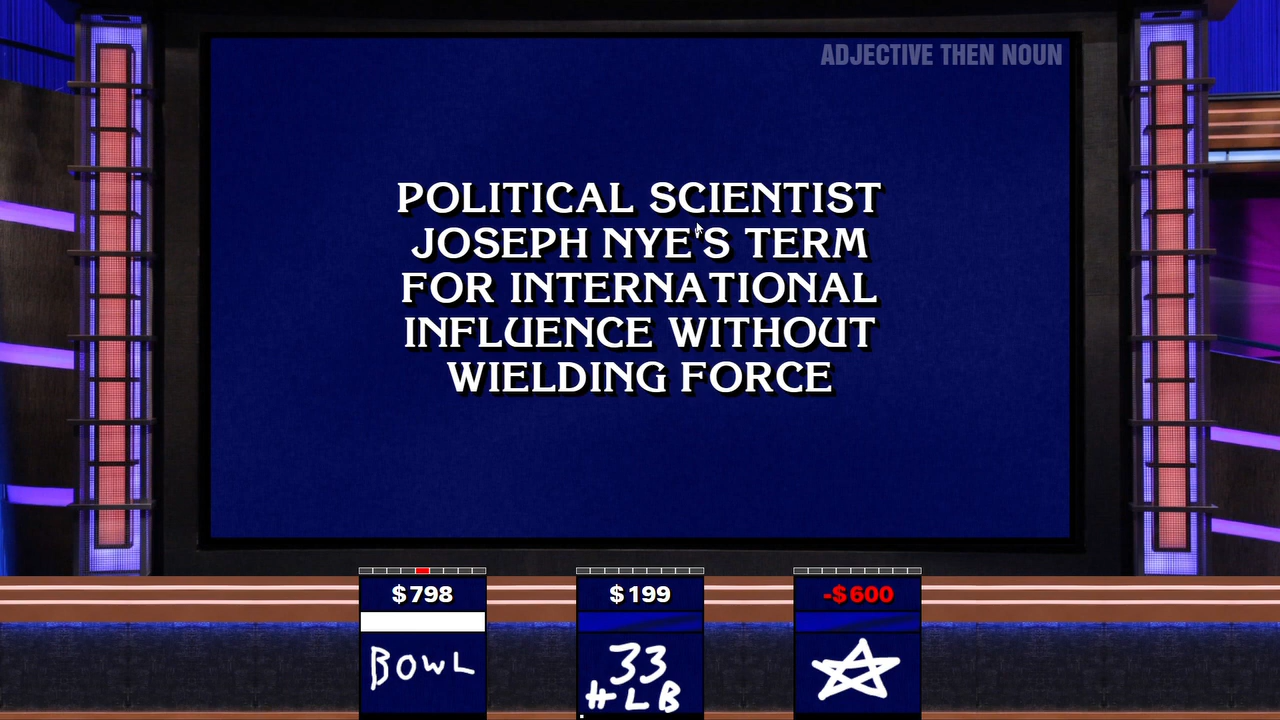 ADJECTIVE THEN NOUN
POLITICAL SCIENTIST
JOSEPH NYE'S TERM
FOR INTERNATIONAL
INFLUENCE WITHOUT
WIELDING FORCE
$798
$199
-$600
BOWL
33
HLB